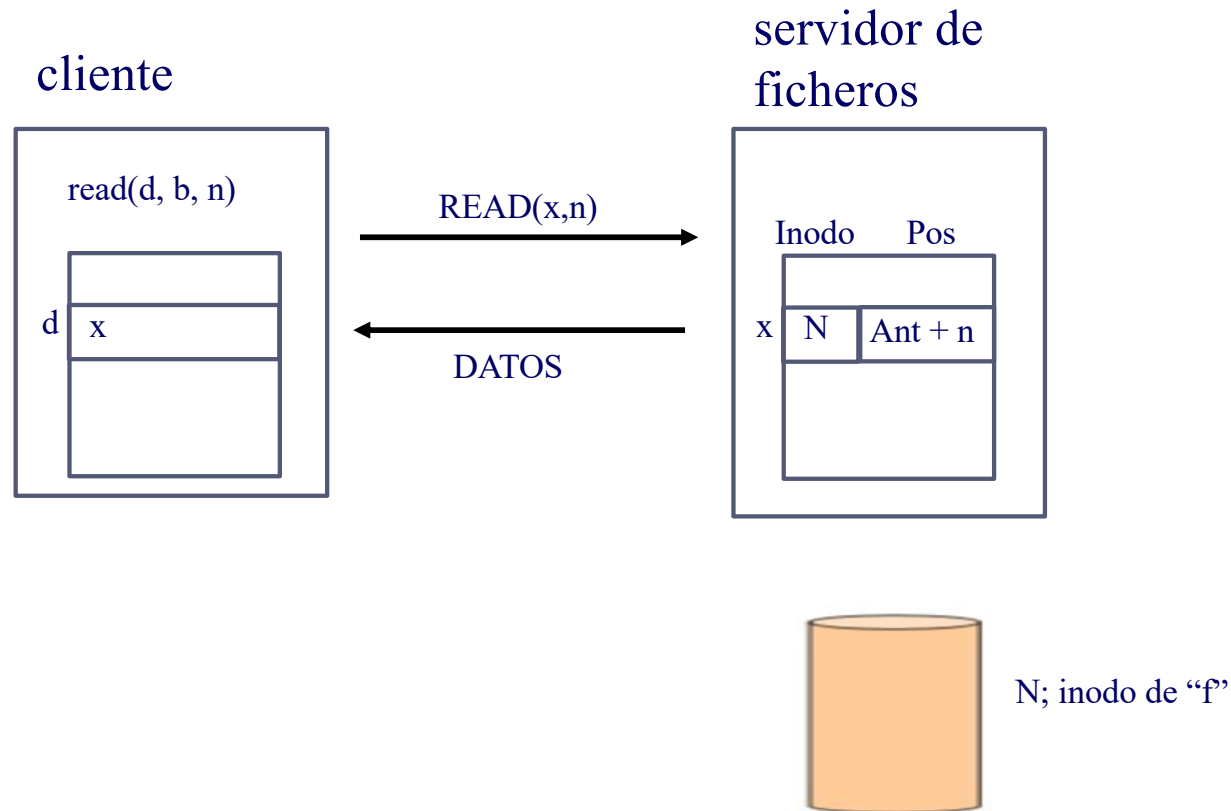 cliente
servidor de
ficheros
read(d, b, n)
READ(x,n)
Inodo Pos
d x
x N Ant + n
DATOS
N; inodo de “f”